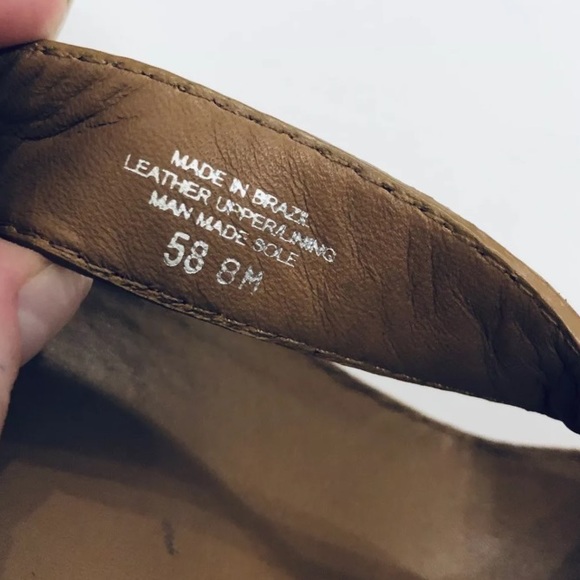 MADE IN BRAZIL
LEATHER UPPER/LINING
MAN MADE SOLE
58 8M